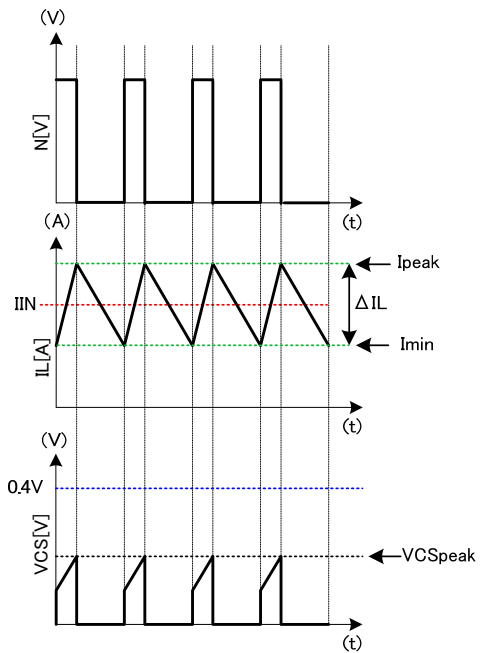 (V)
N[V]
(t)
(A)
Ipeak
IIN
ΔIL
Imin
IL[A]
(t)
(V)
0.4V
VCS[V]
VCSpeak
(t)